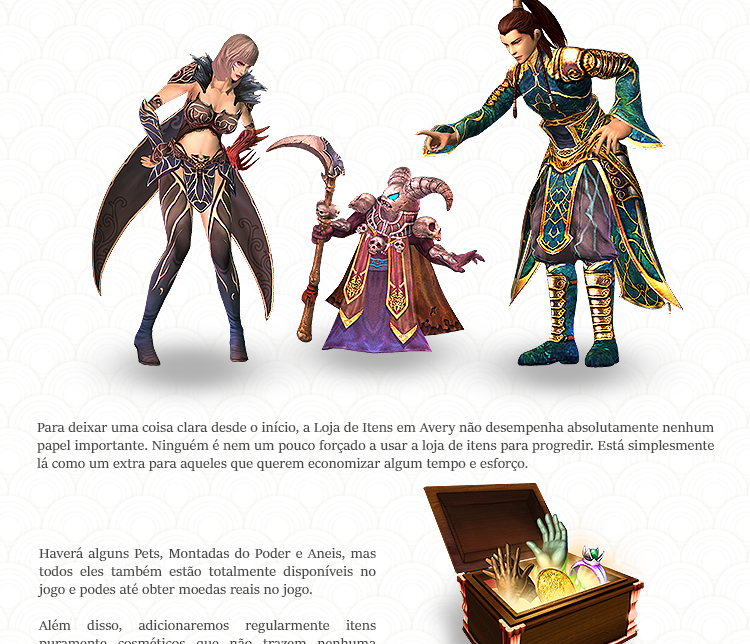 Para deixar uma coisa clara desde o início, a Loja de Itens em Avery não desempenha absolutamente nenhum
papel importante. Ninguém é nem um pouco forçado a usar a loja de itens para progredir. Está simplesmente
lá como um extra para aqueles que querem economizar algum tempo e esforço.
Haverá alguns Pets, Montadas do Poder e Aneis, mas
todos eles também estão totalmente disponíveis no
jogo e podes até obter moedas reais no jogo.
Além disso, adicionaremos regularmente itens
puramente cosméticos que não trazem nenhuma